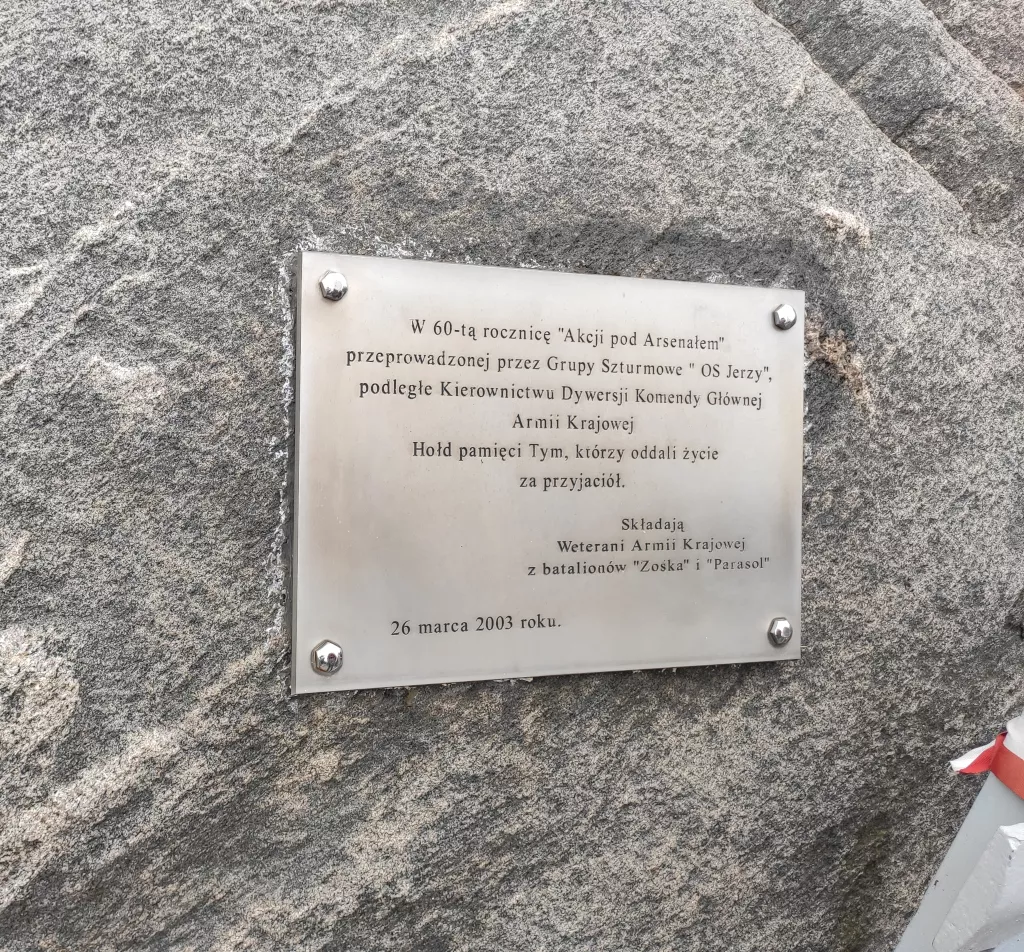 W 60-tą rocznicę "Akcji pod Arsenałem"
przeprowadzonej przez Grupy Szturmowe " OS Jerzy",
podległe Kierownictwu Dywersji Komendy Głównej
Armii Krajowej
Hołd pamięci Tym, którzy oddali życie
za przyjaciół.
Składają
Weterani Armii Krajowej
z batalionów "Zośka" i "Parasol"
26 marca 2003 roku.